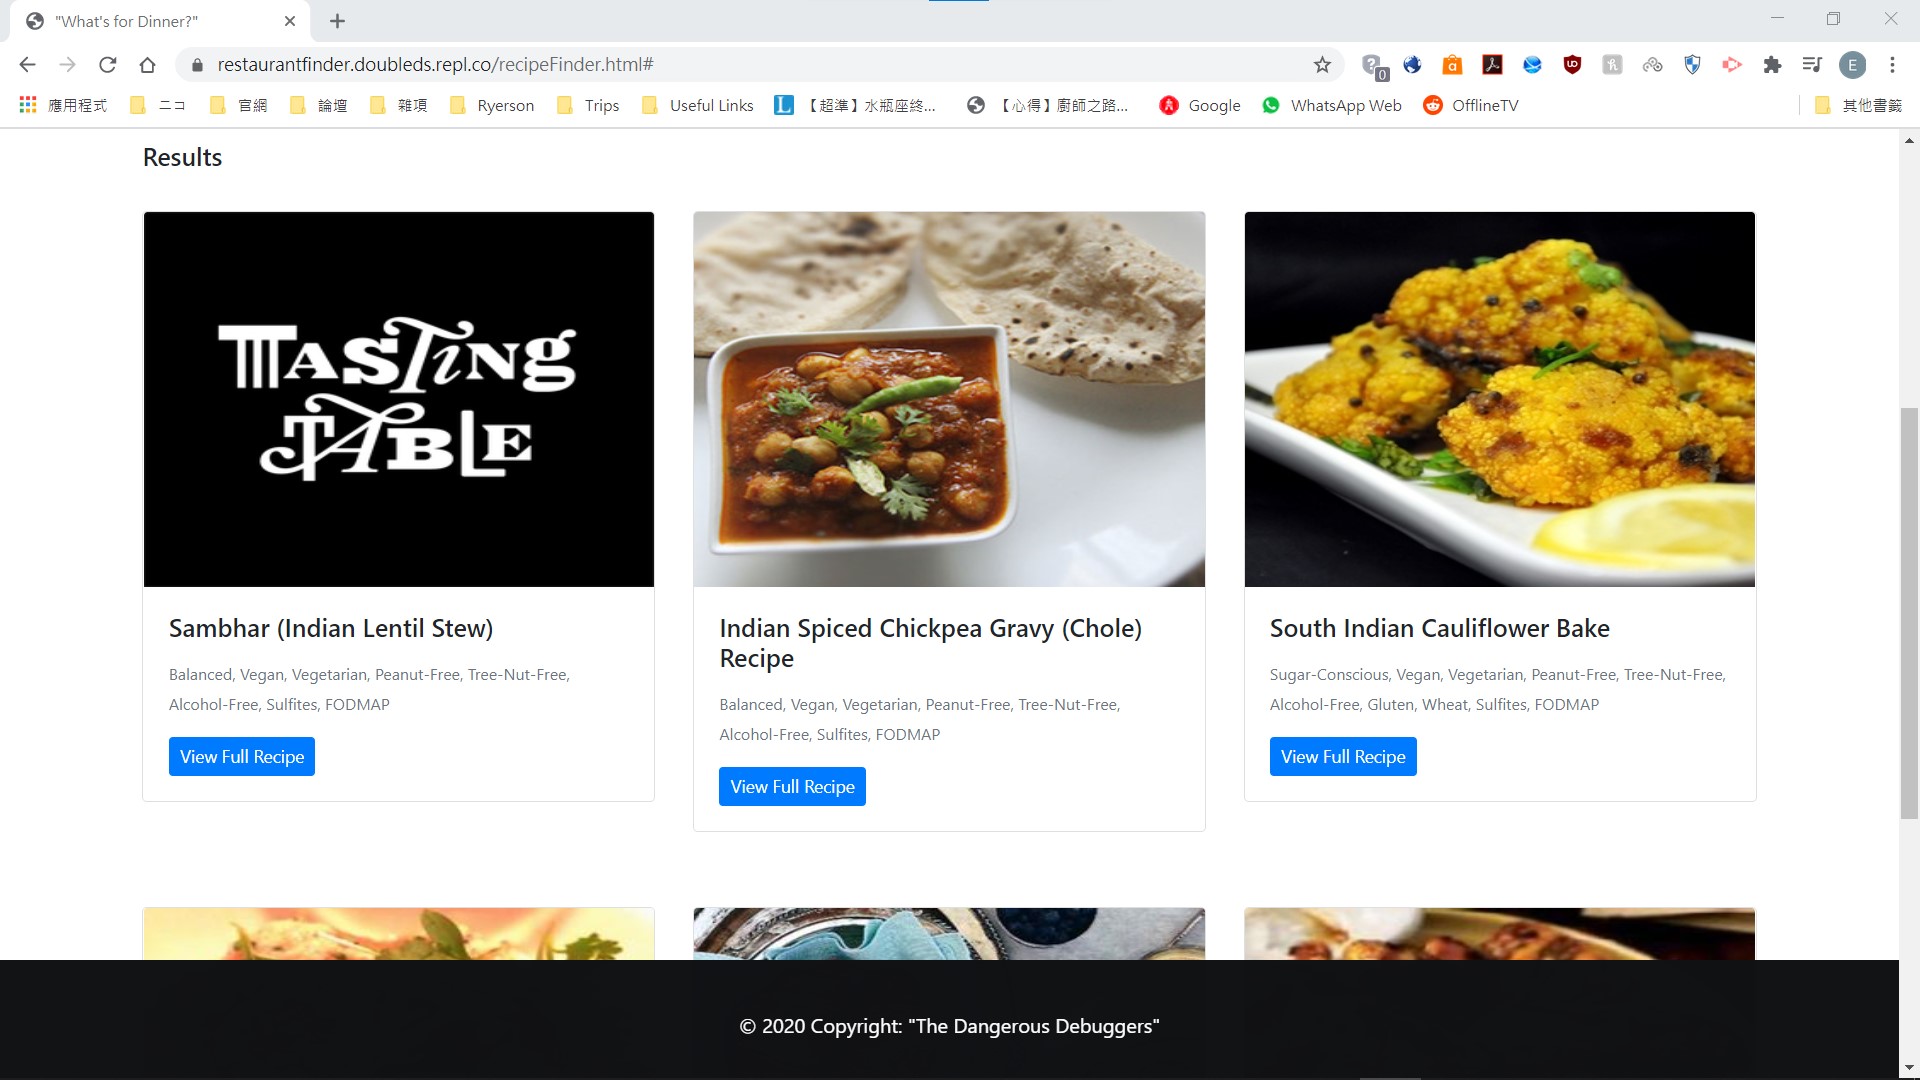 "What's for Dinner?"
restaurantfinder.doubleds.repl.co/recipeFinder.html#
0
E
應用程式 ニコ 官網 論壇 雜項 Ryerson Trips Useful Links 【超準】水瓶座終... 【心得】廚師之路... Google WhatsApp Web OfflineTV 其他書籤
Results
TASTING
TABLE
Sambhar (Indian Lentil Stew)
Balanced, Vegan, Vegetarian, Peanut-Free, Tree-Nut-Free,
Alcohol-Free, Sulfites, FODMAP
View Full Recipe
Indian Spiced Chickpea Gravy (Chole)
Recipe
Balanced, Vegan, Vegetarian, Peanut-Free, Tree-Nut-Free,
Alcohol-Free, Sulfites, FODMAP
View Full Recipe
South Indian Cauliflower Bake
Sugar-Conscious, Vegan, Vegetarian, Peanut-Free, Tree-Nut-Free,
Alcohol-Free, Gluten, Wheat, Sulfites, FODMAP
View Full Recipe
© 2020 Copyright: "The Dangerous Debuggers"